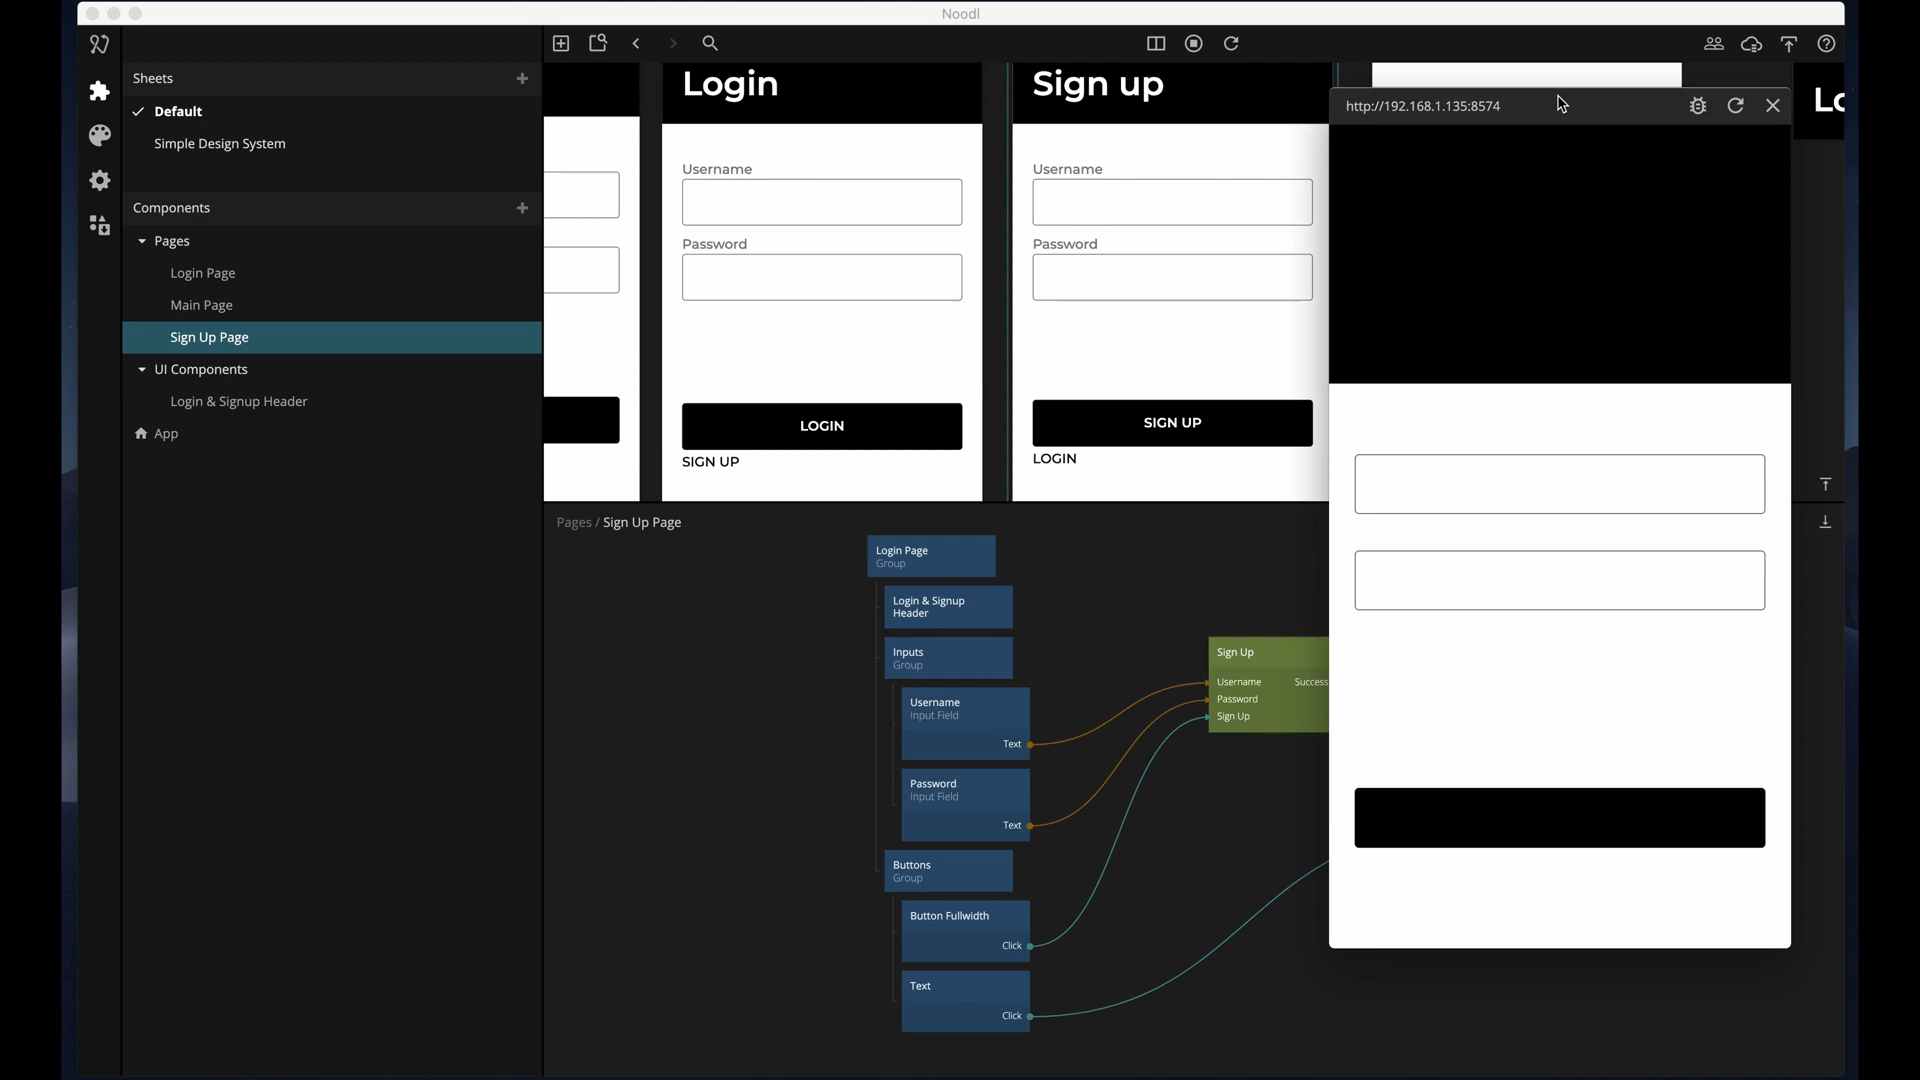 Noodl
Sheets
Default
Simple Design System
Components
Pages
Login Page
Main Page
Sign Up Page
UI Components
Login & Signup Header
App
Login
Username
Password
LOGIN
SIGN UP
Sign up
Username
Password
SIGN UP
LOGIN
http://192.168.1.135:8574
Lo
Pages / Sign Up Page
Login Page
Group
Login & Signup
Header
Inputs
Group
Username
Input Field
Text
Password
Input Field
Text
Buttons
Group
Button Fullwidth
Click
Text
Click
Sign Up
Username Success
Password
Sign Up